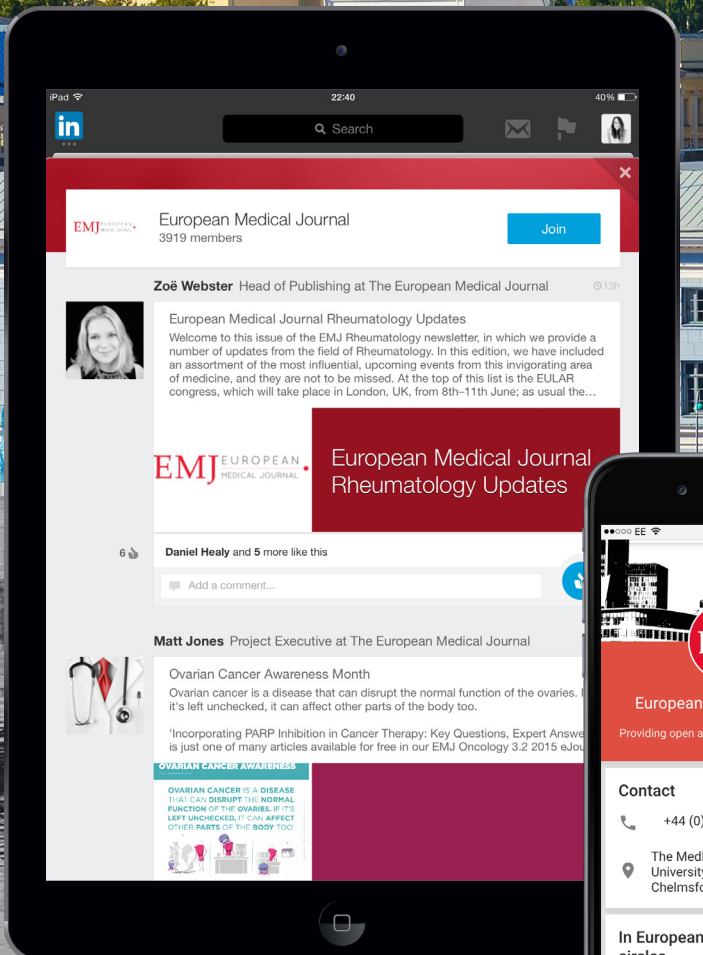 iPad
22:40
40%
in
Search
EMJ EUROPEAN
MEDICAL JOURNAL
European Medical Journal
3919 members
Join
Zoë Webster Head of Publishing at The European Medical Journal
13h
European Medical Journal Rheumatology Updates
Welcome to this issue of the EMJ Rheumatology newsletter, in which we provide a
number of updates from the field of Rheumatology. In this edition, we have included
an assortment of the most influential, upcoming events from this invigorating area
of medicine, and they are not to be missed. At the top of this list is the EULAR
congress, which will take place in London, UK, from 8th–11th June; as usual the…
EMJ EUROPEAN
MEDICAL JOURNAL
European Medical Journal
Rheumatology Updates
6
Daniel Healy and 5 more like this
Add a comment...
Matt Jones Project Executive at The European Medical Journal
Ovarian Cancer Awareness Month
Ovarian cancer is a disease that can disrupt the normal function of the ovaries.
it's left unchecked, it can affect other parts of the body too.
'Incorporating PARP Inhibition in Cancer Therapy: Key Questions, Expert Answe
is just one of many articles available for free in our EMJ Oncology 3.2 2015 eJou
OVARIAN CANCER AWARENESS
OVARIAN CANCER IS A DISEASE
THAT CAN DISRUPT THE NORMAL
FUNCTION OF THE OVARIES. IF IT'S
LEFT UNCHECKED, IT CAN AFFECT
OTHER PARTS OF THE BODY TOO
EE
European
Providing open a
Contact
+44 (0)
The Medi
University
Chelmsfo
In European
circles